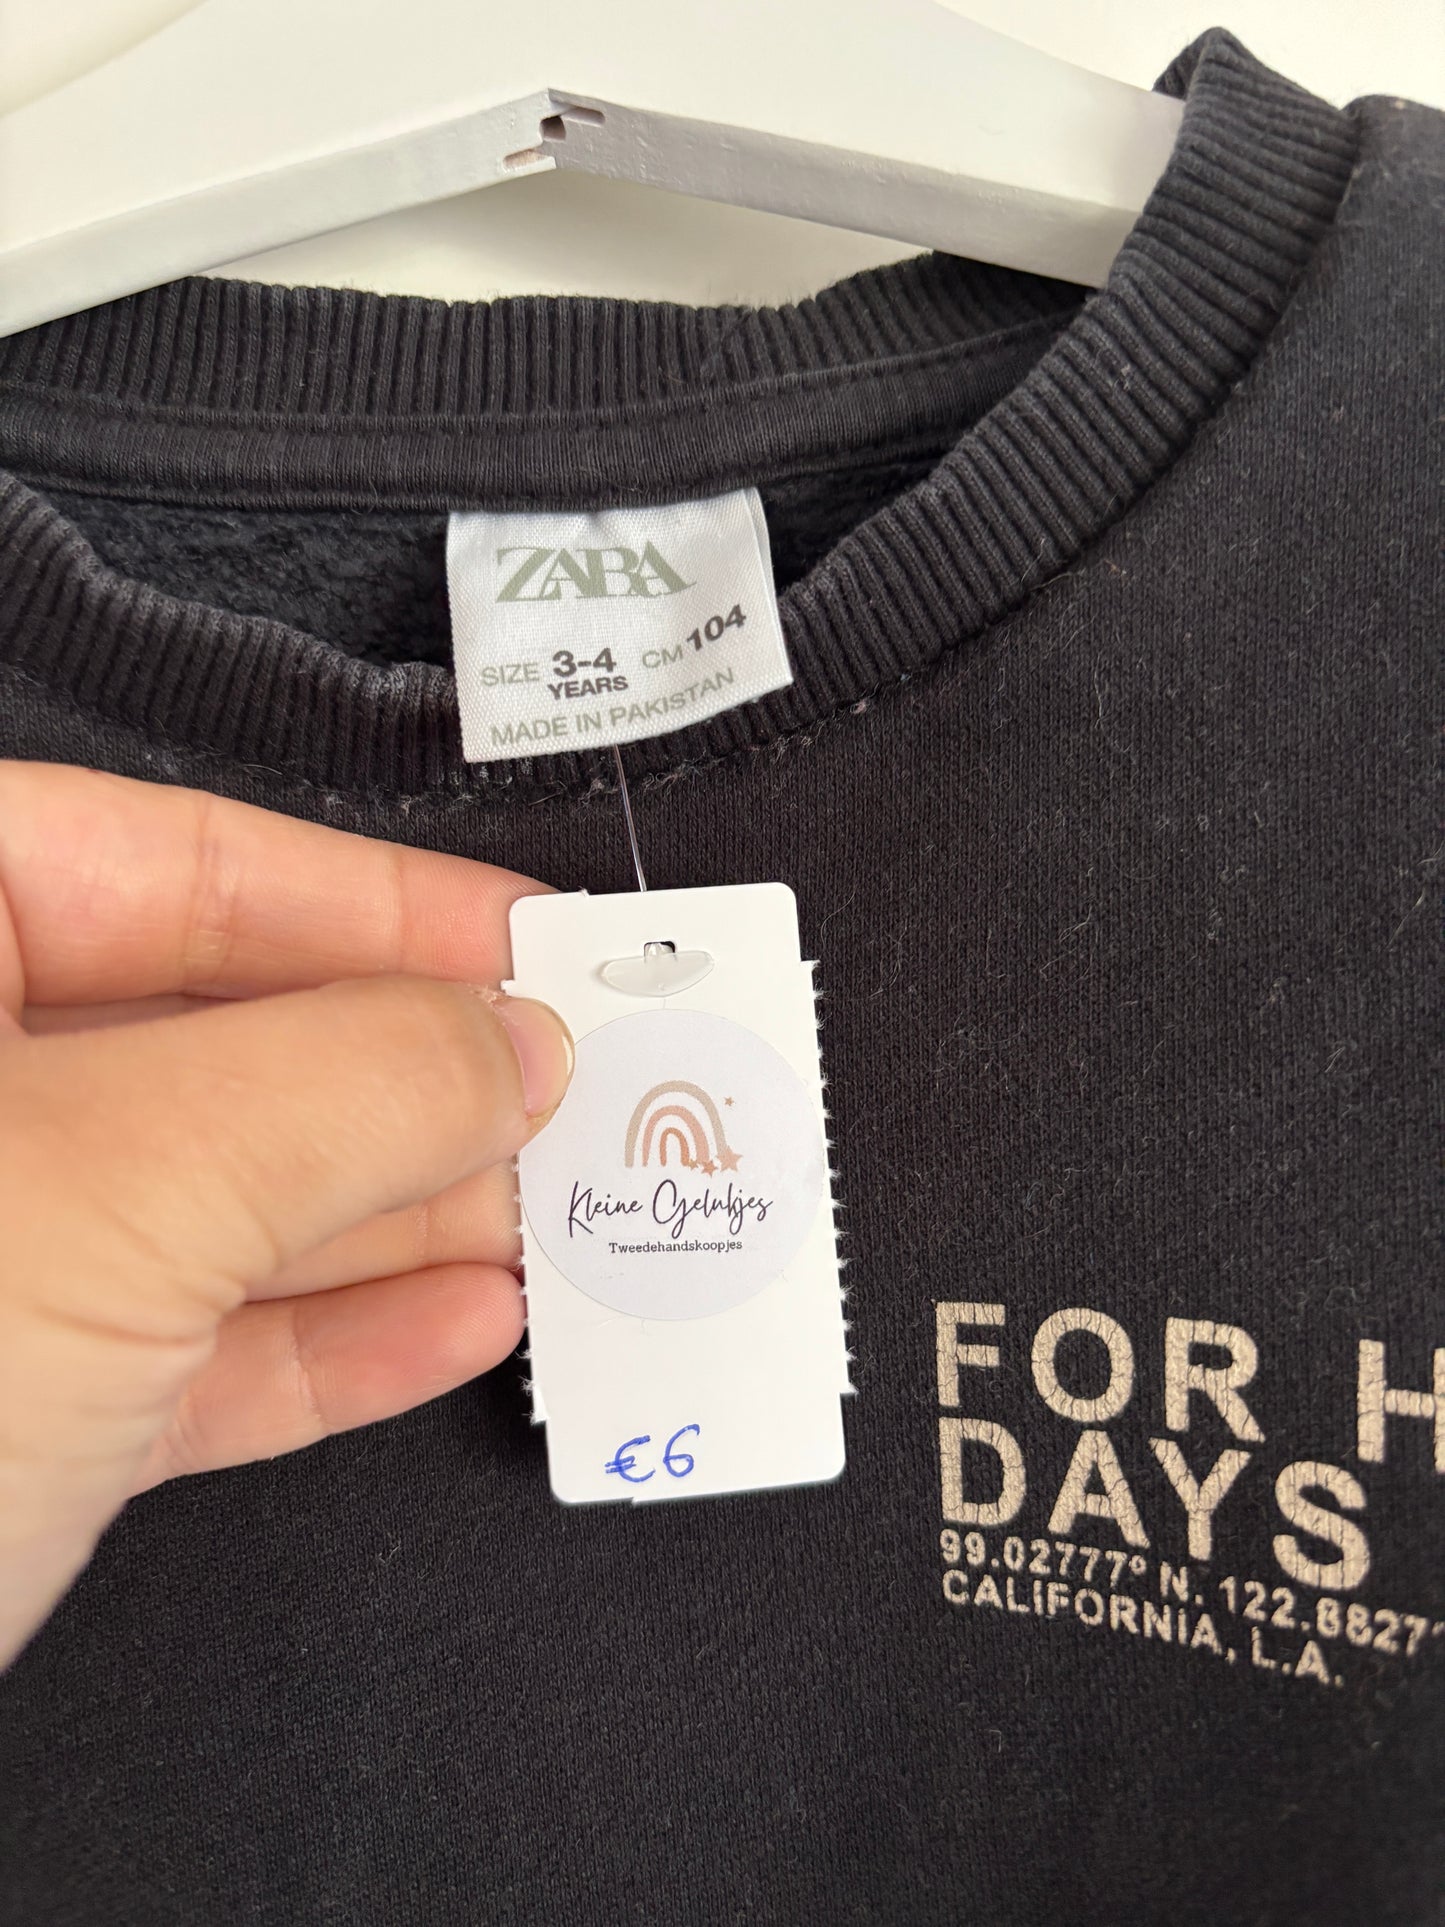 ZARA
SIZE 3-4 YEARS CM 104
MADE IN PAKISTAN
Kleine Gelukjes
Tweedehandskoopjes
€6
FOR H
DAYS
99.02777° N. 122.8827°
CALIFORNIA, L.A.